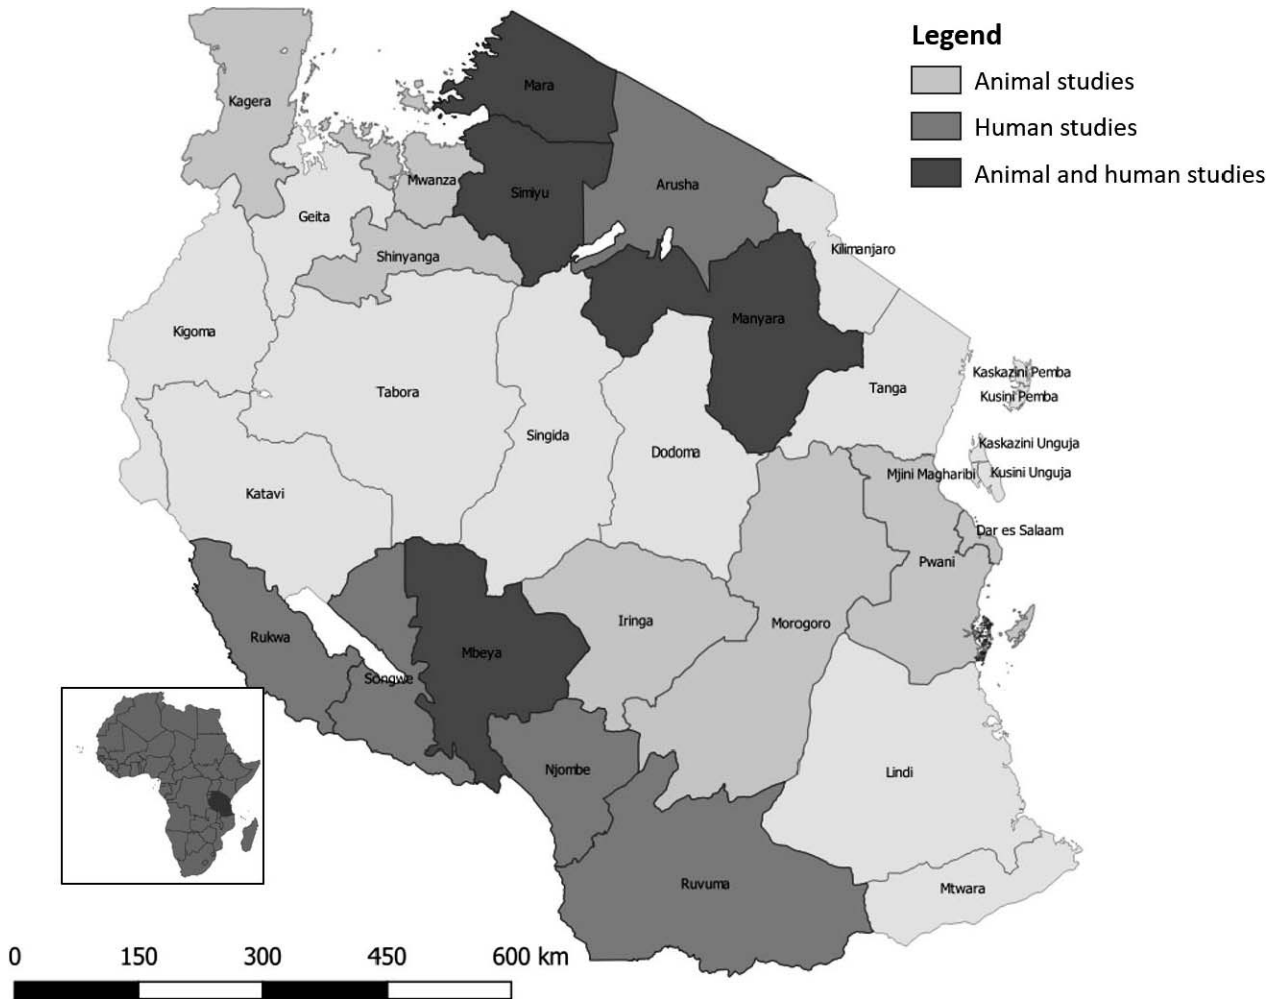 Legend
Animal studies
Human studies
Animal and human studies
Mara
Kagera
Mwanza
Simiyu
Arusha
Geita
Kilimanjaro
Shinyanga
Manyara
Kigoma
Kaskazini Pemba
Tabora
Tanga
Kusini Pemba
Singida
Kaskazini Unguja
Dodoma
Mjini Magharibi
Kusini Unguja
Katavi
Dar es Salaam
Pwani
Iringa
Morogoro
Rukwa
Mbeya
Songwe
Njombe
Lindi
Ruvuma
Mtwara
0 150 300 450 600 km